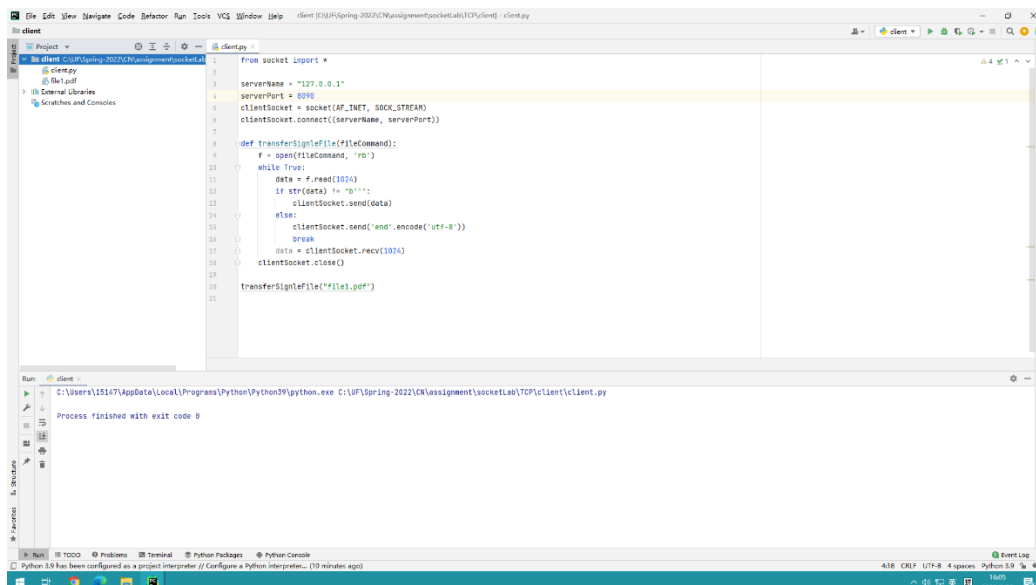 File Edit View Navigate Code Refactor Run Tools VCS Window Help client [C:\UF\Spring-2022\CN\assignment\socketLab\TCP\client] - client.py
client
client
Project
client.py
Project
client C:\UF\Spring-2022\CN\assignment\socketLab
client.py
file1.pdf
External Libraries
Scratches and Consoles
4 1
1 from socket import *
2
3 serverName = "127.0.0.1"
4 serverPort = 8090
5 clientSocket = socket(AF_INET, SOCK_STREAM)
6 clientSocket.connect((serverName, serverPort))
7
8 def transferSignleFile(fileCommand):
9 f = open(fileCommand, 'rb')
10 while True:
11 data = f.read(1024)
12 if str(data) != "b''":
13 clientSocket.send(data)
14 else:
15 clientSocket.send('end'.encode('utf-8'))
16 break
17 data = clientSocket.recv(1024)
18 clientSocket.close()
19
20 transferSignleFile("file1.pdf")
21
Run: client
C:\Users\15147\AppData\Local\Programs\Python\Python39\python.exe C:\UF\Spring-2022\CN\assignment\socketLab\TCP\client\client.py
Process finished with exit code 0
Structure
Favorites
Run TODO Problems Terminal Python Packages Python Console Event Log
Python 3.9 has been configured as a project interpreter // Configure a Python interpreter... (10 minutes ago) 4:18 CRLF UTF-8 4 spaces Python 3.9
英 16:05